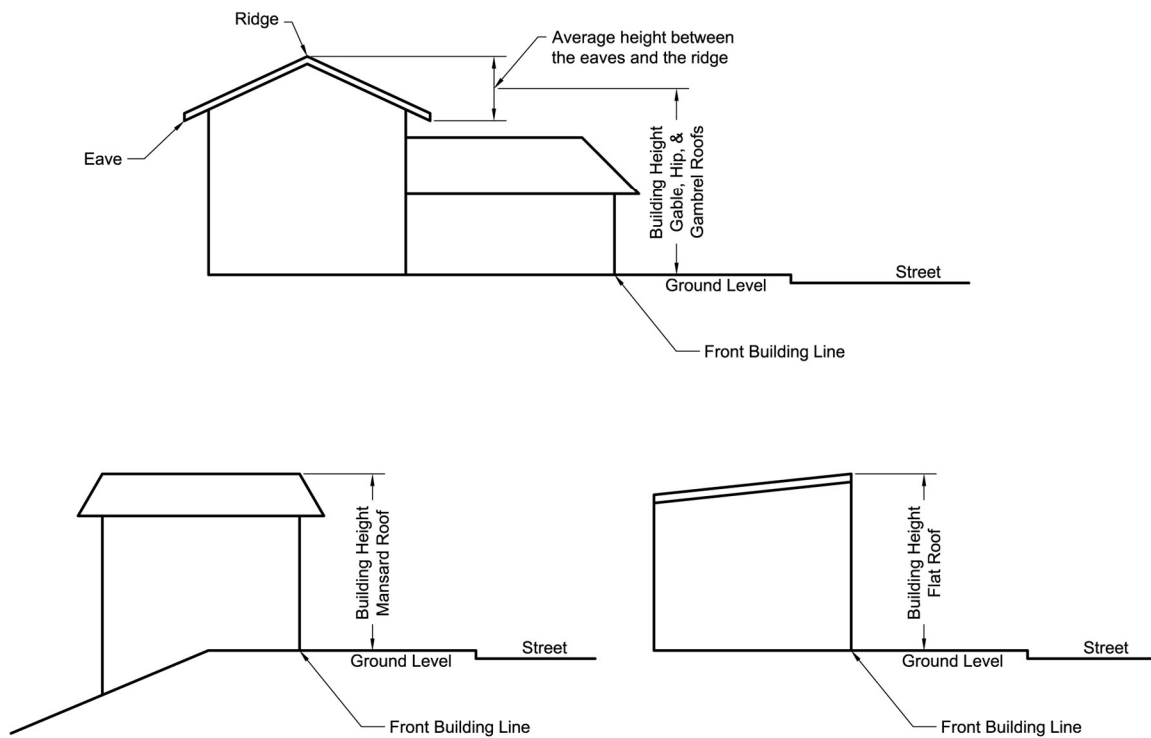 Ridge
Average height between
the eaves and the ridge
Eave
Building Height
Gable, Hip, &
Gambrel Roofs
Street
Ground Level
Front Building Line
Building Height
Mansard Roof
Street
Ground Level
Front Building Line
Building Height
Flat Roof
Street
Ground Level
Front Building Line